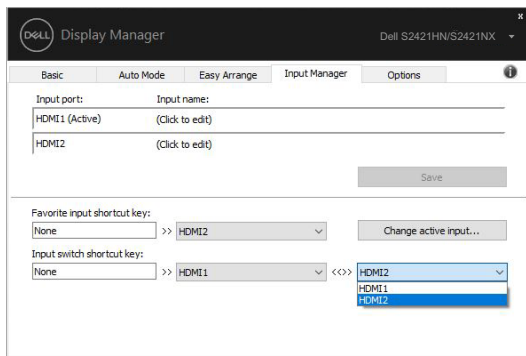 x
DELL Display Manager Dell S2421HN/S2421NX
Basic Auto Mode Easy Arrange Input Manager Options i
Input port: Input name:
HDMI1 (Active) (Click to edit)
HDMI2 (Click to edit)
Save
Favorite input shortcut key:
None >> HDMI2 Change active input...
Input switch shortcut key:
None >> HDMI1 <<>> HDMI2
HDMI1
HDMI2